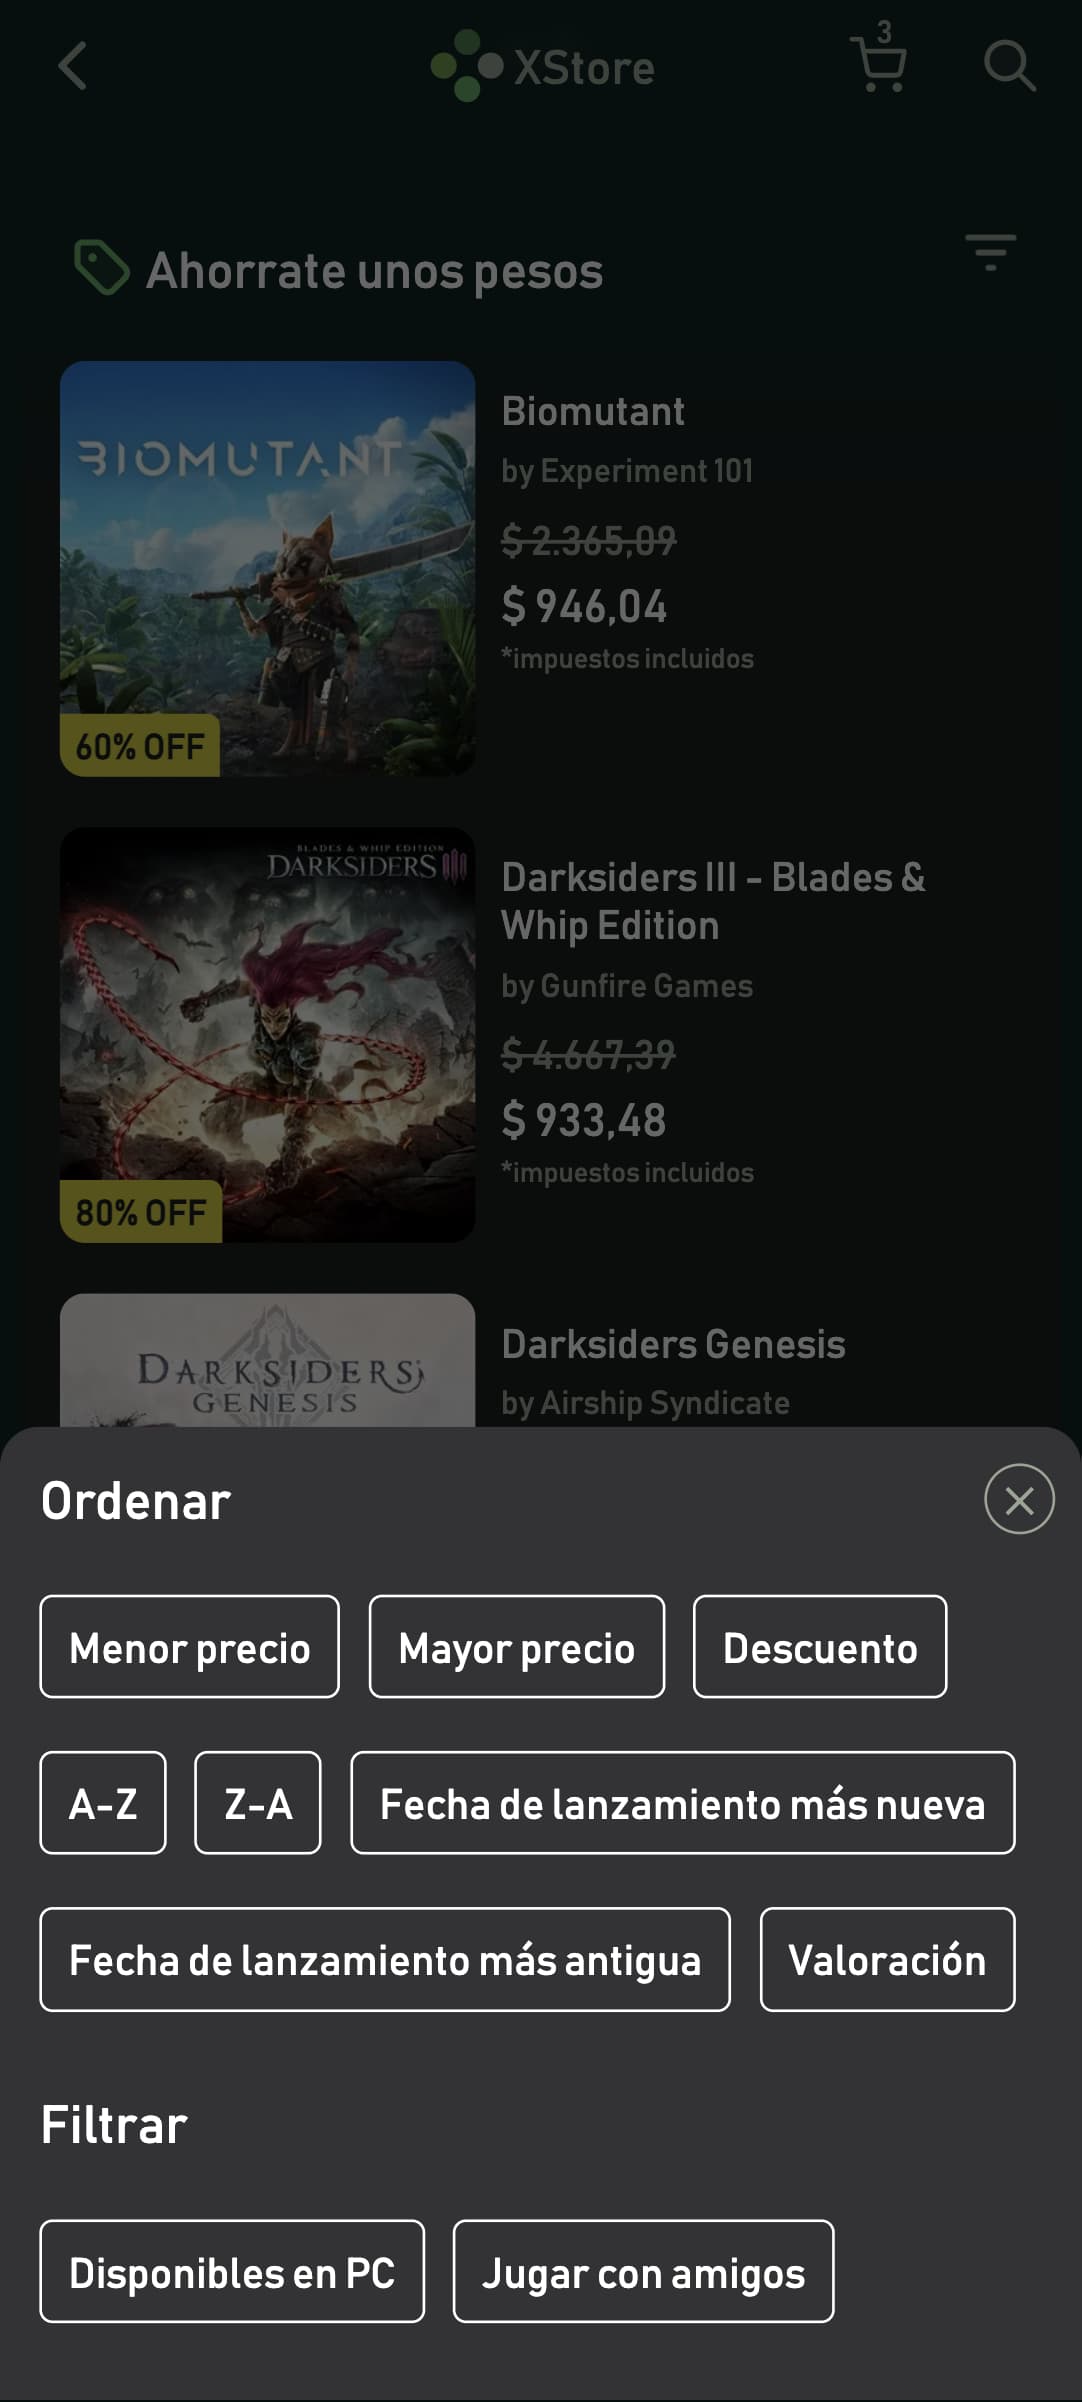 3
XStore
Ahorrate unos pesos
BIOMUTANT
60% OFF
Biomutant
by Experiment 101
$ 2.365,09
$ 946,04
*impuestos incluidos
BLADES & WHIP EDITION
DARKSIDERS III
80% OFF
Darksiders III - Blades &
Whip Edition
by Gunfire Games
$ 4.667,39
$ 933,48
*impuestos incluidos
DARKSIDERS
GENESIS
Darksiders Genesis
by Airship Syndicate
Ordenar
Menor precio
Mayor precio
Descuento
A-Z
Z-A
Fecha de lanzamiento más nueva
Fecha de lanzamiento más antigua
Valoración
Filtrar
Disponibles en PC
Jugar con amigos